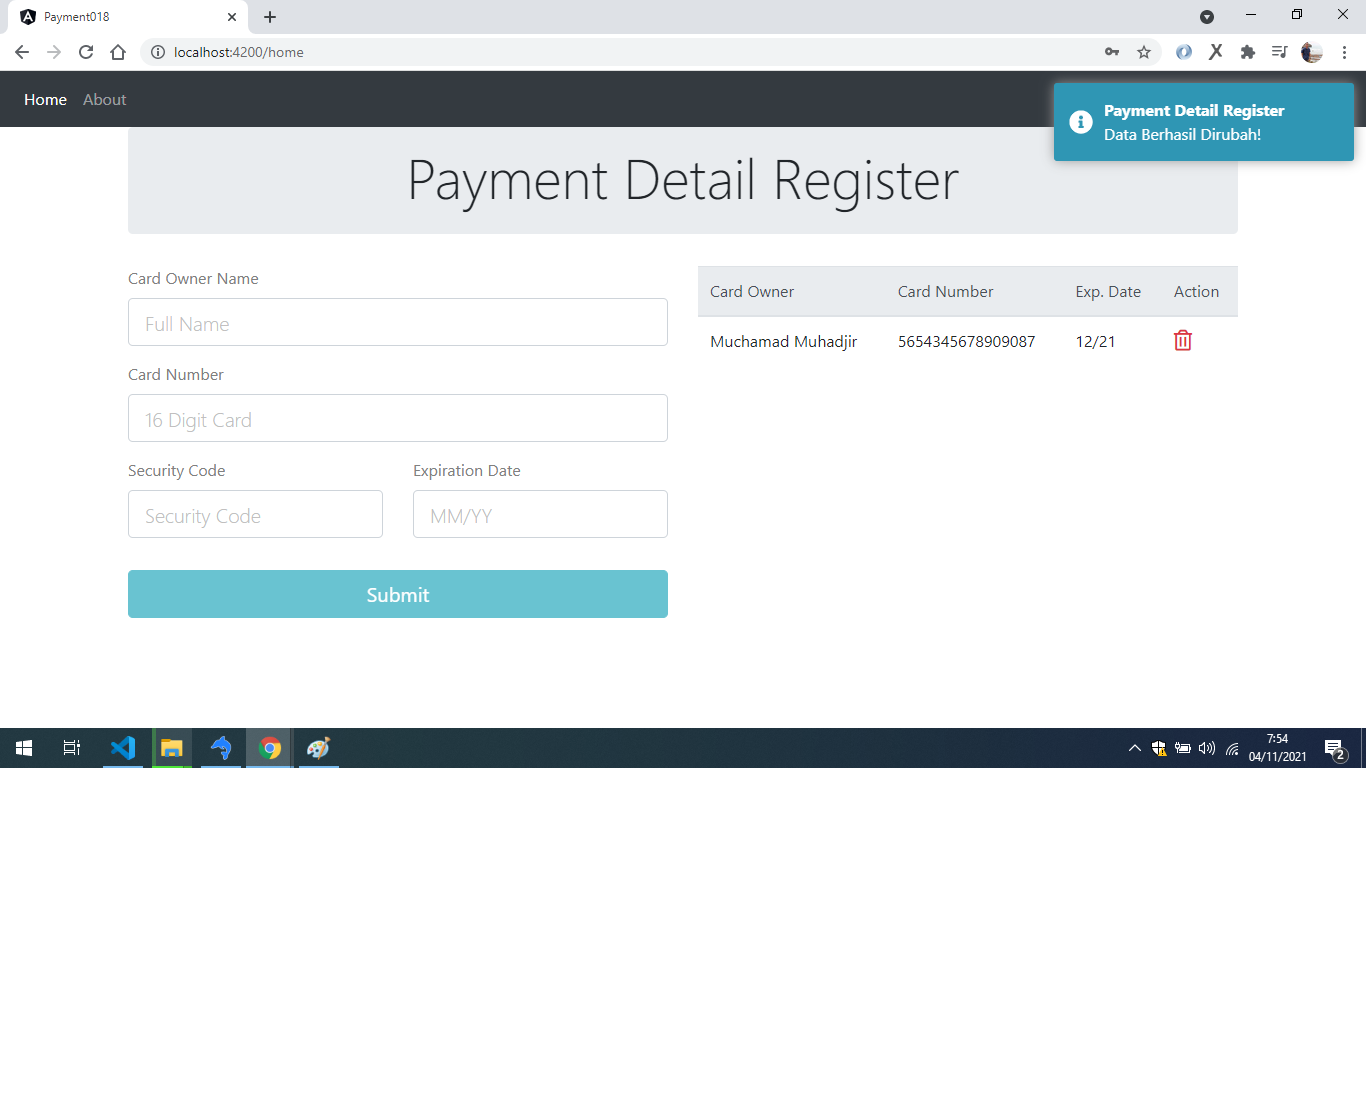 Payment018
localhost:4200/home
Home About
Payment Detail Register
Data Berhasil Dirubah!
Payment Detail Register
Card Owner Name
Full Name
Card Number
16 Digit Card
Security Code Expiration Date
Security Code MM/YY
Submit
Card Owner Card Number Exp. Date Action
Muchamad Muhadjir 5654345678909087 12/21
7:54
04/11/2021
2